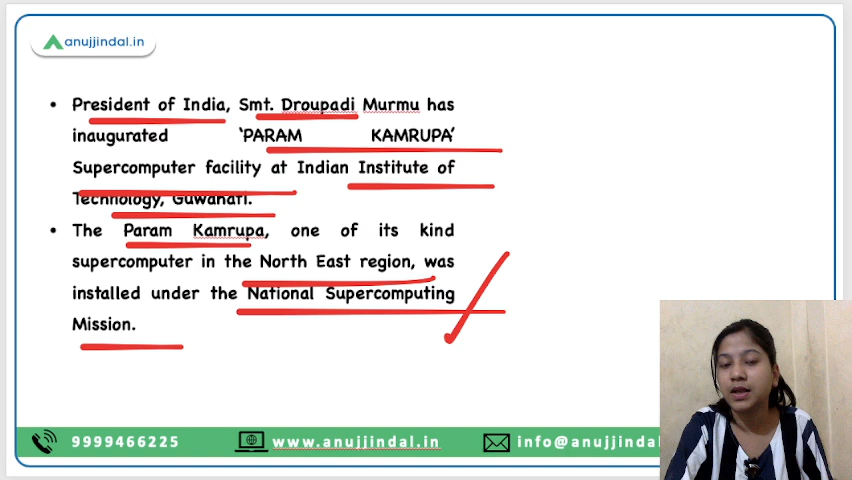 anujjindal.in
• President of India, Smt. Droupadi Murmu has
inaugurated 'PARAM KAMRUPA'
Supercomputer facility at Indian Institute of
Technology, Guwahati.
• The Param Kamrupa, one of its kind
supercomputer in the North East region, was
installed under the National Supercomputing
Mission.
9999466225 www.anujjindal.in info@anujjindal